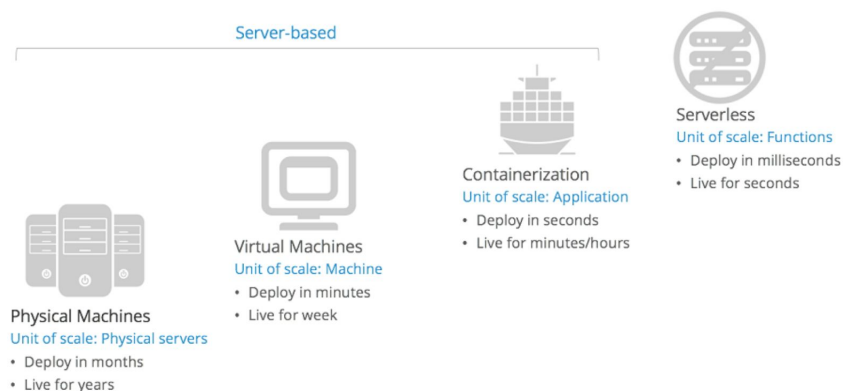 Server-based
Serverless
Unit of scale: Functions
• Deploy in milliseconds
• Live for seconds
Containerization
Unit of scale: Application
• Deploy in seconds
• Live for minutes/hours
Virtual Machines
Unit of scale: Machine
• Deploy in minutes
• Live for week
Physical Machines
Unit of scale: Physical servers
• Deploy in months
• Live for years